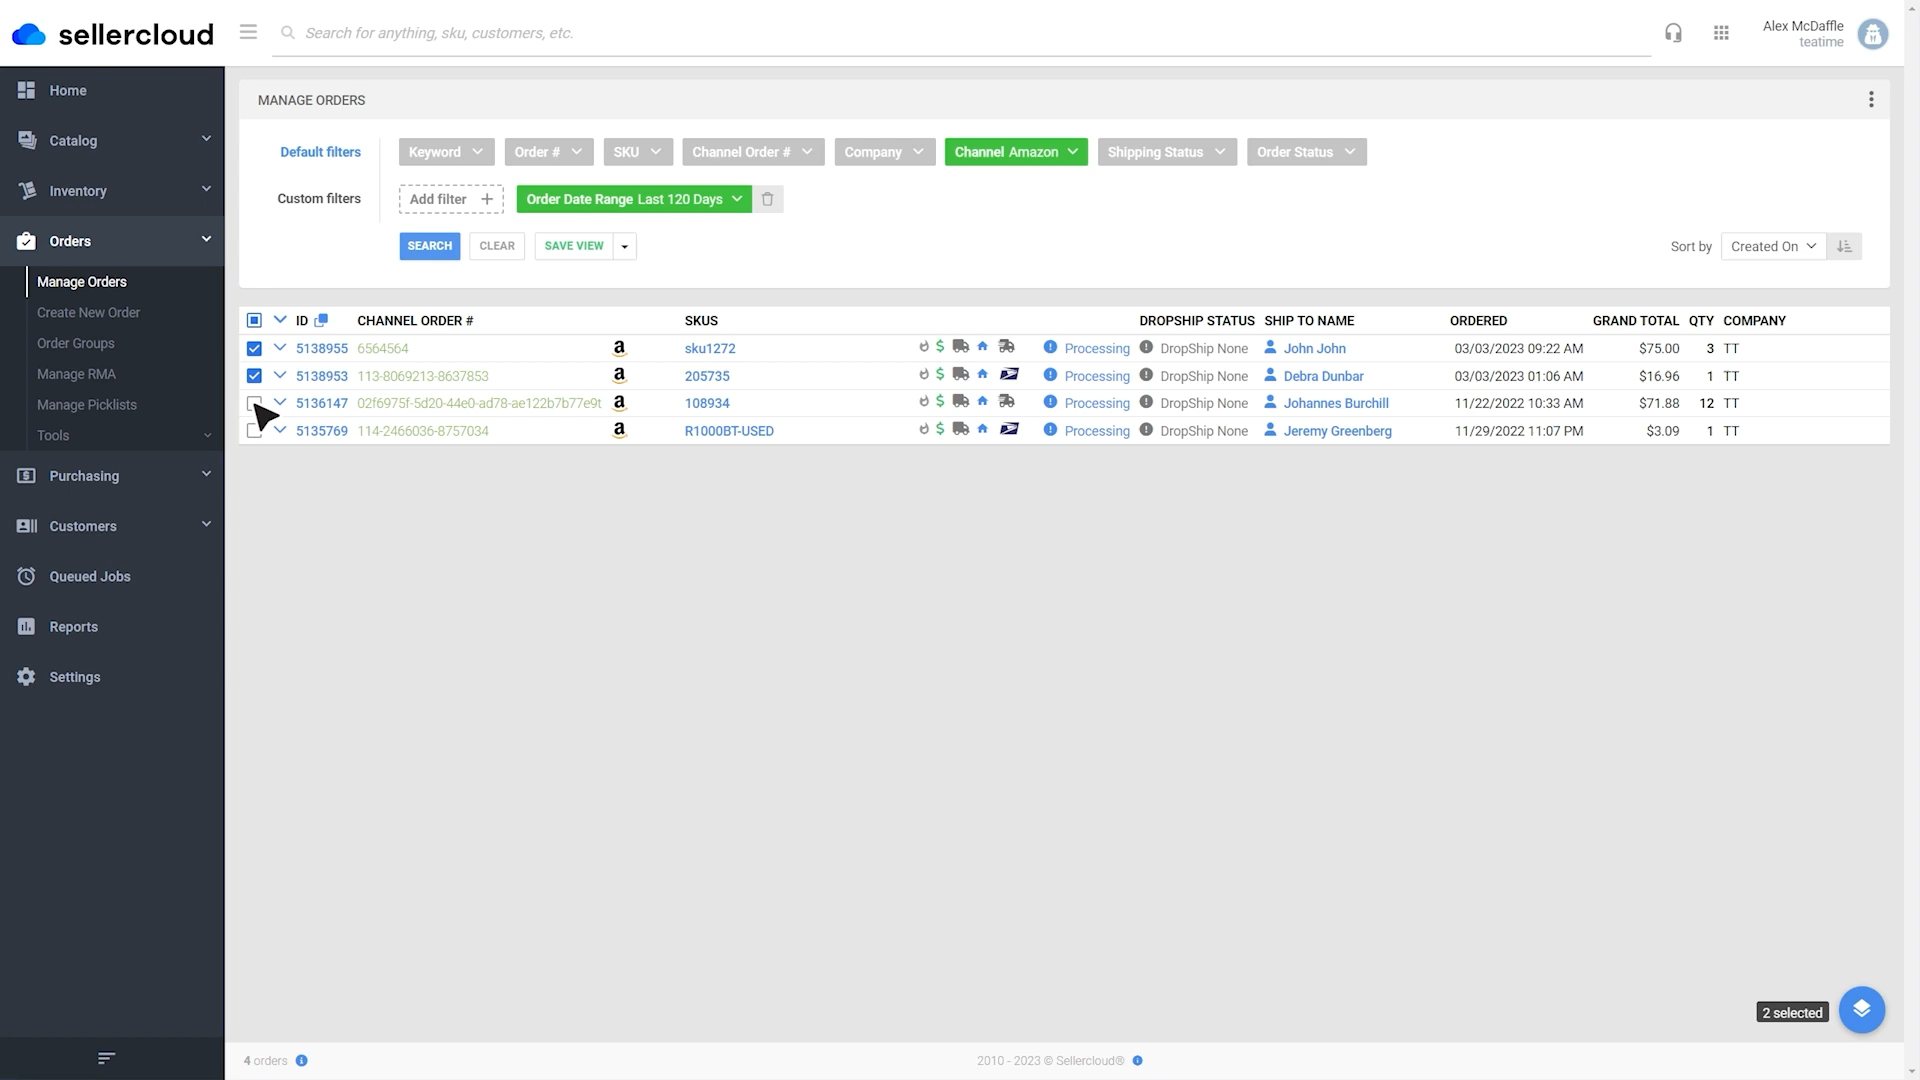 sellercloud
Search for anything, sku, customers, etc.
Alex McDaffle
teatime
Home
Catalog
Inventory
Orders
Manage Orders
Create New Order
Order Groups
Manage RMA
Manage Picklists
Tools
Purchasing
Customers
Queued Jobs
Reports
Settings
MANAGE ORDERS
Default filters Keyword Order # SKU Channel Order # Company Channel Amazon Shipping Status Order Status
Custom filters Add filter + Order Date Range Last 120 Days
SEARCH CLEAR SAVE VIEW Sort by Created On
ID CHANNEL ORDER # SKUS DROPSHIP STATUS SHIP TO NAME ORDERED GRAND TOTAL QTY COMPANY
5138955 6564564 a sku1272 $ Processing DropShip None John John 03/03/2023 09:22 AM $75.00 3 TT
5138953 113-8069213-8637853 a 205735 $ Processing DropShip None Debra Dunbar 03/03/2023 01:06 AM $16.96 1 TT
5136147 02f6975f-5d20-44e0-ad78-ae122b7b77e9t a 108934 $ Processing DropShip None Johannes Burchill 11/22/2022 10:33 AM $71.88 12 TT
5135769 114-2466036-8757034 a R1000BT-USED $ Processing DropShip None Jeremy Greenberg 11/29/2022 11:07 PM $3.09 1 TT
2 selected
4 orders
2010 - 2023 © Sellercloud®